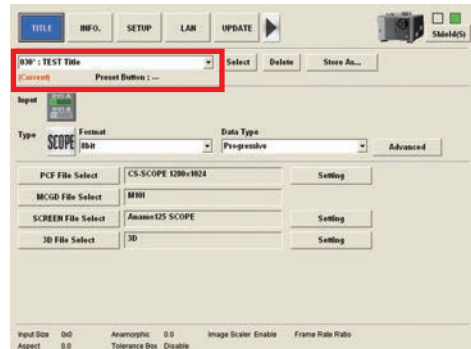 TITLE INFO. SETUP LAN UPDATE Shield(S)
030* : TEST Title Select Delete Store As...
(Current) Preset Button : ---
Input DVI-A
DVI-B
Type SCOPE Format Data Type
8bit Progressive Advanced
PCF File Select CS-SCOPE 1280x1024 Setting
MCGD File Select M101
SCREEN File Select Anamo125 SCOPE Setting
3D File Select 3D Setting
Input Size 0x0 Anamorphic 0.0 Image Scaler Enable Frame Rate Ratio
Aspect 0.0 Tolerance Box Disable